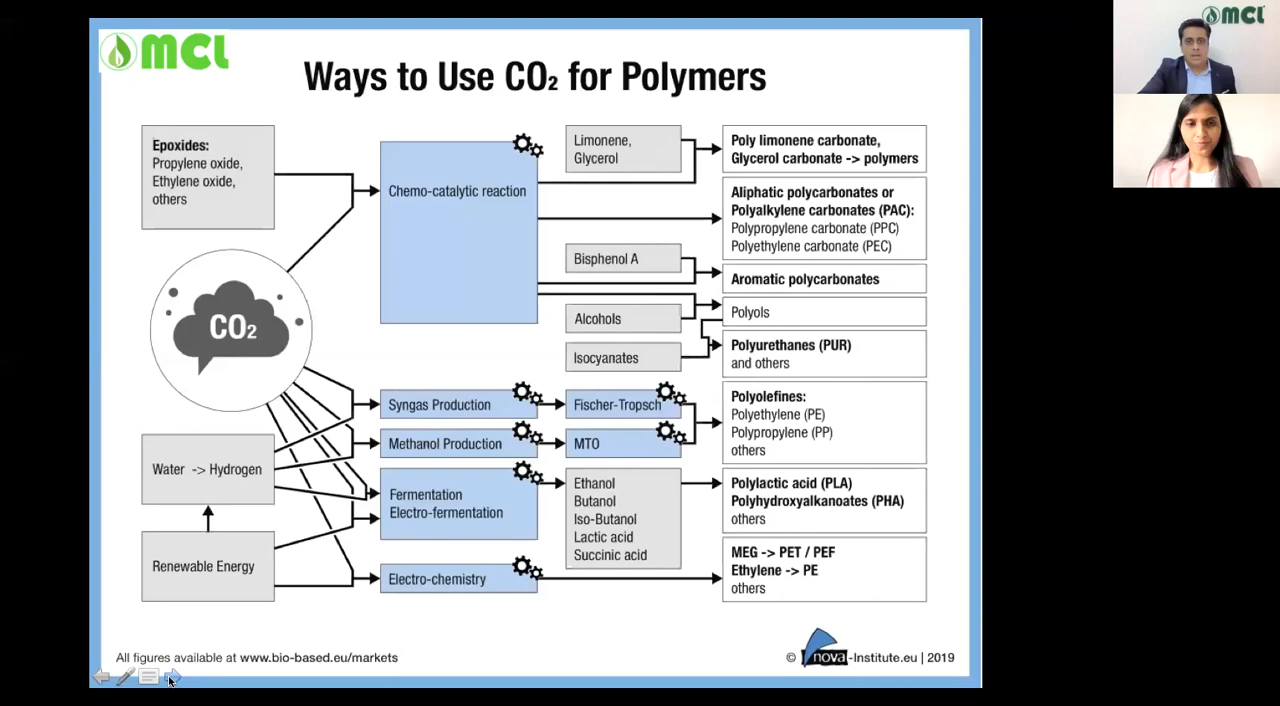 MCL
MCL
Ways to Use CO₂ for Polymers
Epoxides:
Propylene oxide,
Ethylene oxide,
others
CO₂
Water -> Hydrogen
Renewable Energy
Chemo-catalytic reaction
Syngas Production
Methanol Production
Fermentation
Electro-fermentation
Electro-chemistry
Limonene,
Glycerol
Bisphenol A
Alcohols
Isocyanates
Fischer-Tropsch
MTO
Ethanol
Butanol
Iso-Butanol
Lactic acid
Succinic acid
Poly limonene carbonate,
Glycerol carbonate -> polymers
Aliphatic polycarbonates or
Polyalkylene carbonates (PAC):
Polypropylene carbonate (PPC)
Polyethylene carbonate (PEC)
Aromatic polycarbonates
Polyols
Polyurethanes (PUR)
and others
Polyolefines:
Polyethylene (PE)
Polypropylene (PP)
others
Polylactic acid (PLA)
Polyhydroxyalkanoates (PHA)
others
MEG -> PET / PEF
Ethylene -> PE
others
All figures available at www.bio-based.eu/markets
© nova-Institute.eu | 2019